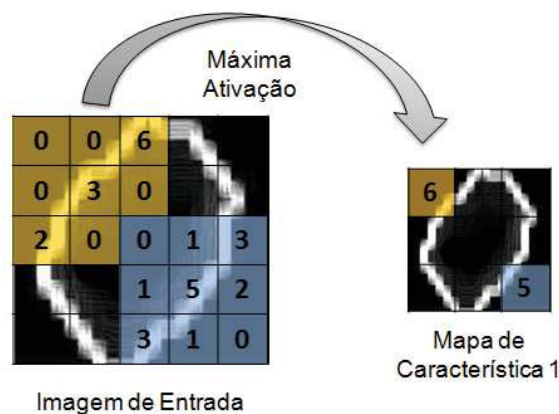 Máxima
Ativação
0 0 6
0 3 0
2 0 0 1 3
1 5 2
3 1 0
6
5
Mapa de
Característica 1
Imagem de Entrada